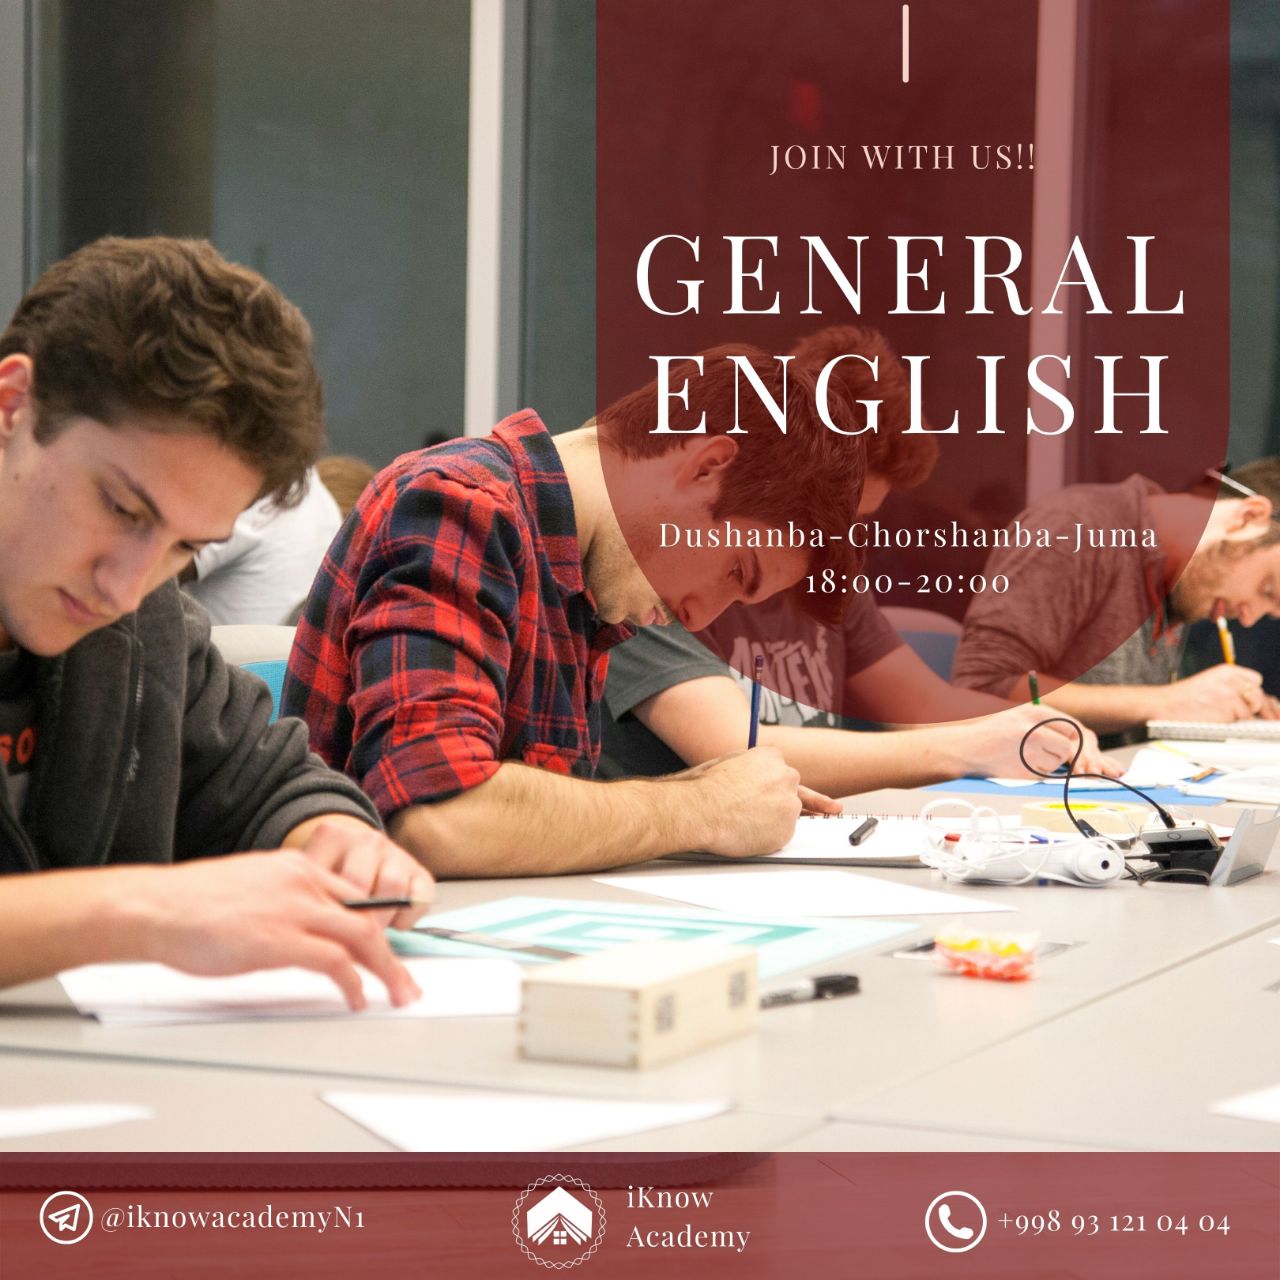 JOIN WITH US!!
GENERAL
ENGLISH
Dushanba-Chorshanba-Juma
18:00-20:00
@iknowacademyN1
iKnow
Academy
+998 93 121 04 04